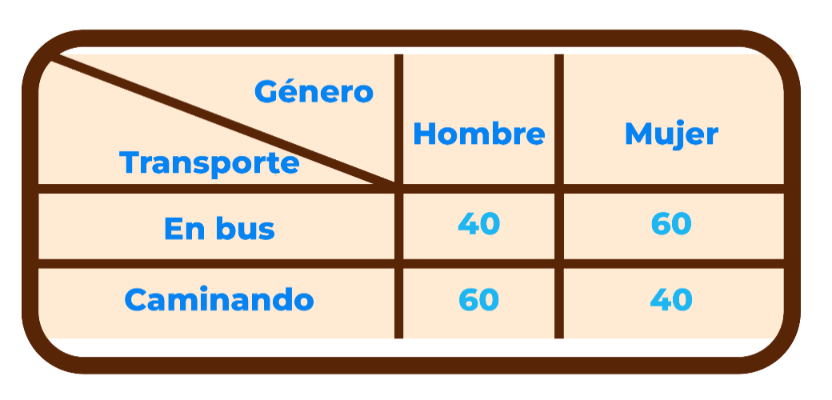 Género
Transporte
Hombre
Mujer
En bus
40
60
Caminando
60
40